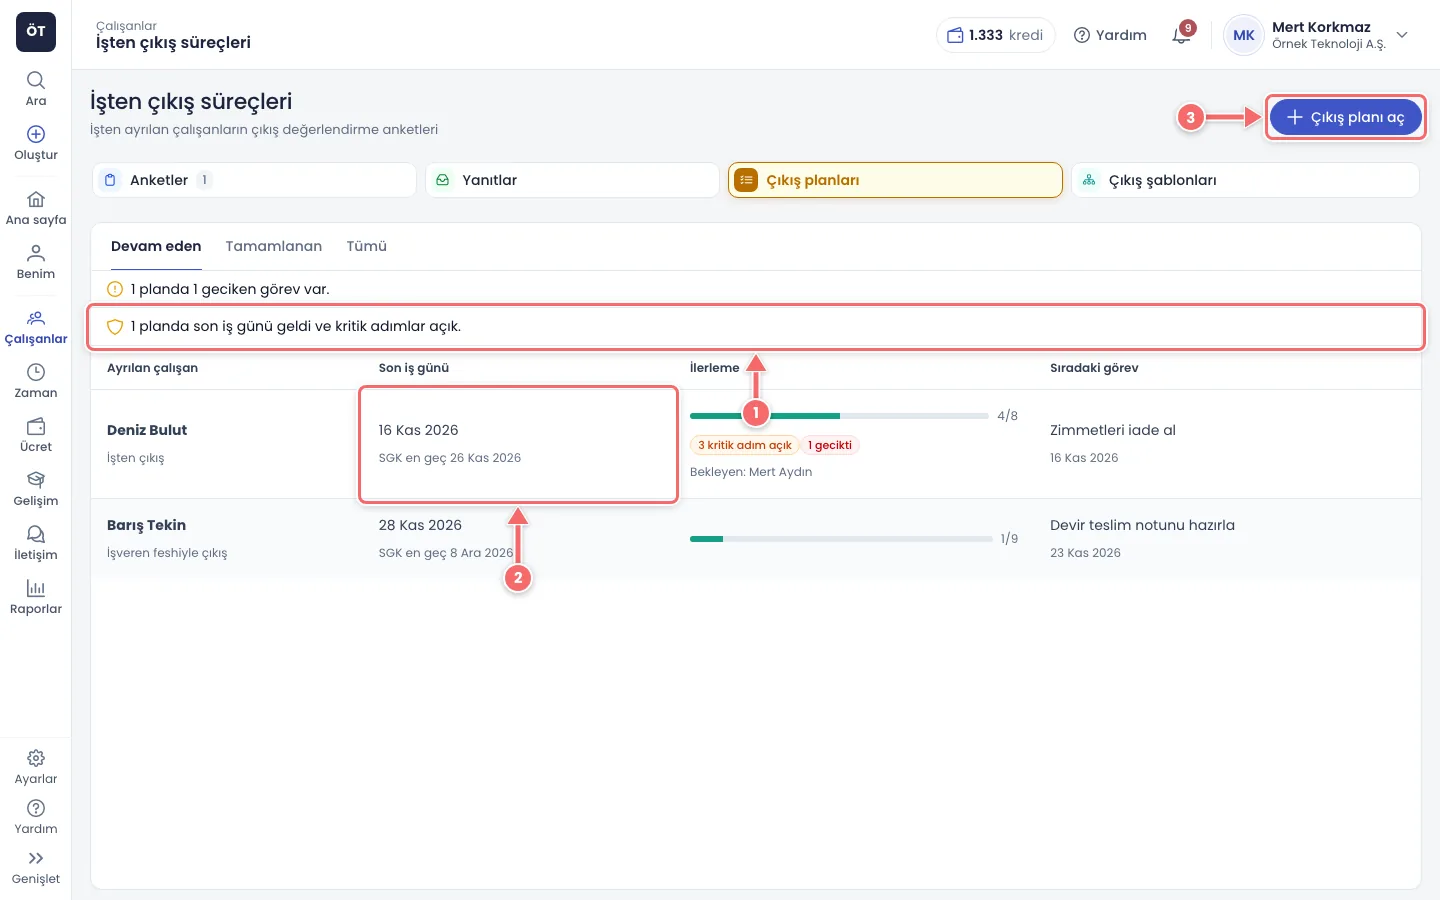 ÖT
Ara
Oluştur
Ana sayfa
Benim
Çalışanlar
Zaman
Ücret
Gelişim
İletişim
Raporlar
Ayarlar
Yardım
Genişlet
Çalışanlar
İşten çıkış süreçleri
1.333 kredi
Yardım
9
MK
Mert Korkmaz
Örnek Teknoloji A.Ş.
İşten çıkış süreçleri
İşten ayrılan çalışanların çıkış değerlendirme anketleri
3
Çıkış planı aç
Anketler 1
Yanıtlar
Çıkış planları
Çıkış şablonları
Devam eden Tamamlanan Tümü
1 planda 1 geciken görev var.
1 planda son iş günü geldi ve kritik adımlar açık.
Ayrılan çalışan Son iş günü İlerleme Sıradaki görev
1
Deniz Bulut
İşten çıkış
16 Kas 2026
SGK en geç 26 Kas 2026
4/8
3 kritik adım açık 1 gecikti
Bekleyen: Mert Aydın
Zimmetleri iade al
16 Kas 2026
Barış Tekin
İşveren feshiyle çıkış
28 Kas 2026
SGK en geç 8 Ara 2026
2
1/9
Devir teslim notunu hazırla
23 Kas 2026